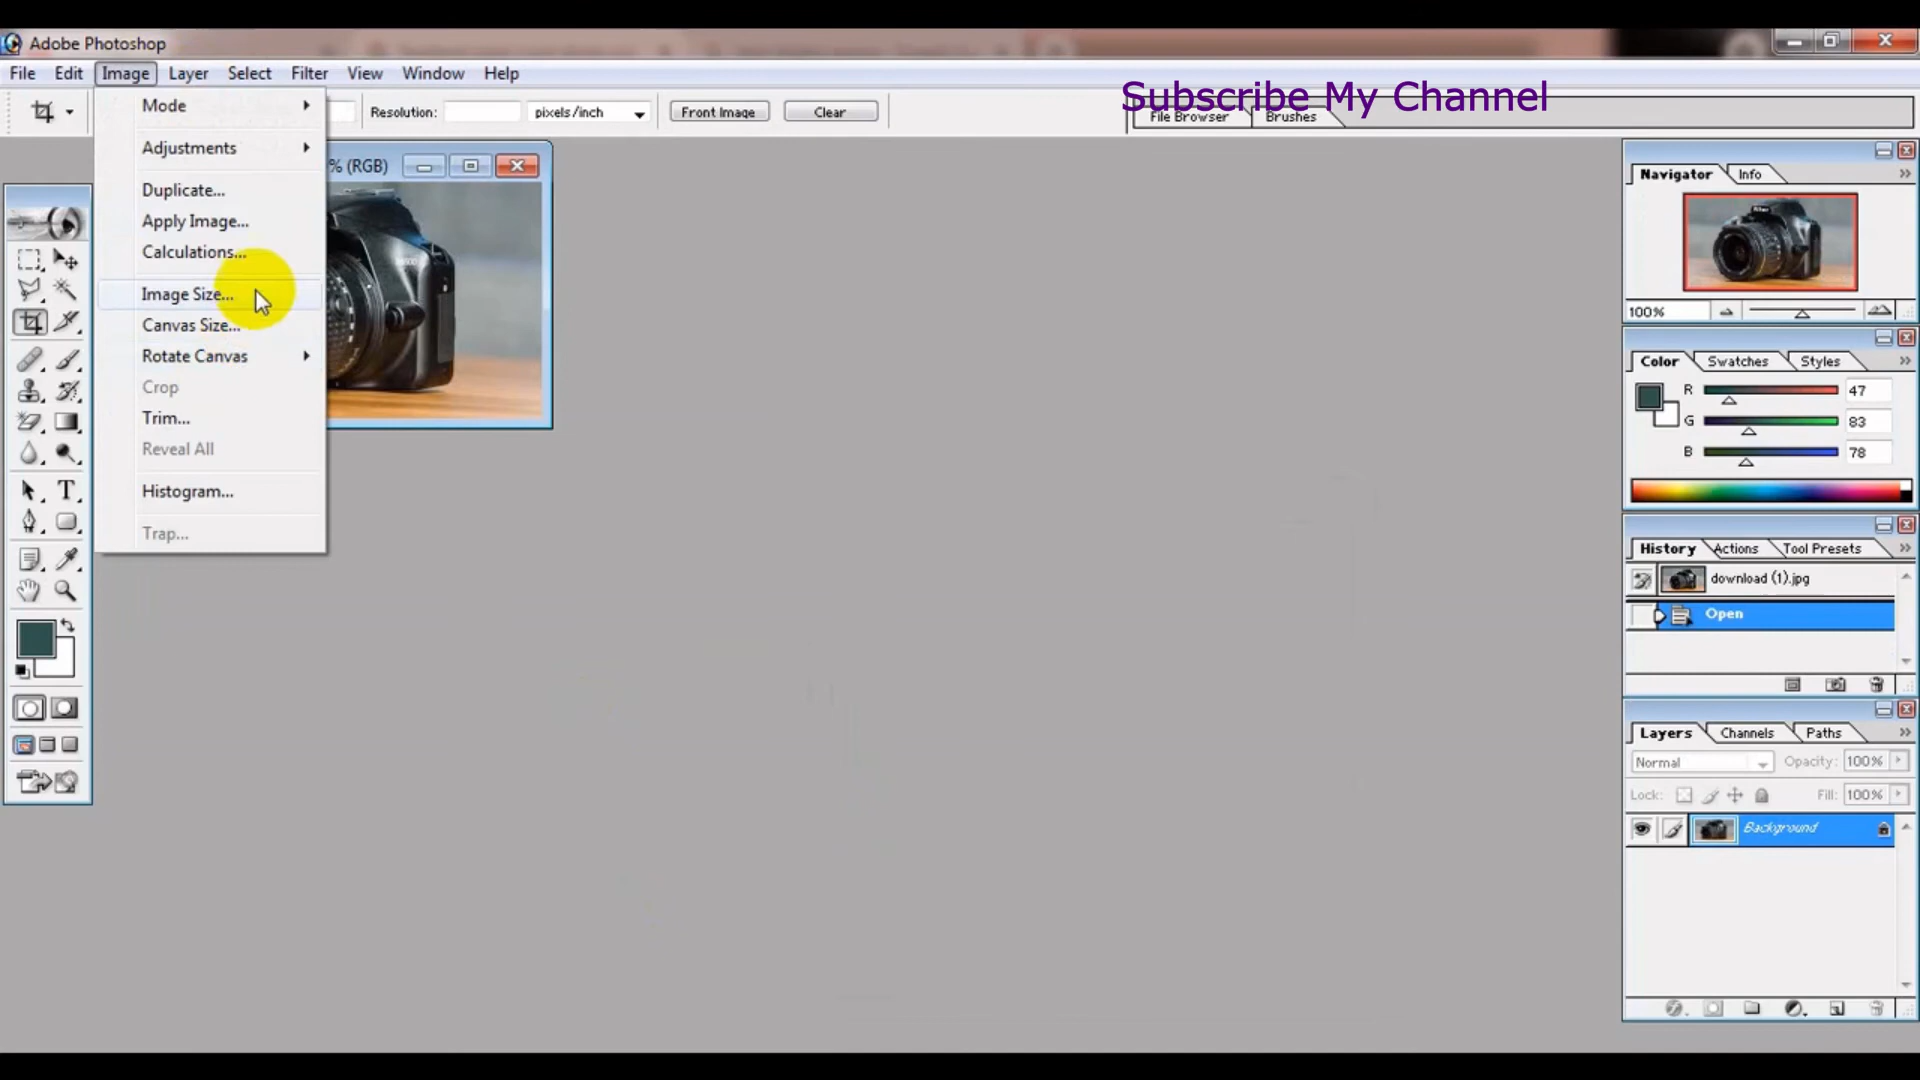 Adobe Photoshop
File Edit Image Layer Select Filter View Window Help
Subscribe My Channel
Resolution: pixels/inch Front Image Clear
File Browser Brushes
Mode
Adjustments
Duplicate...
Apply Image...
Calculations...
Image Size...
Canvas Size...
Rotate Canvas
Crop
Trim...
Reveal All
Histogram...
Trap...
% (RGB)
T
Navigator Info
100%
Color Swatches Styles
R 47
G 83
B 78
History Actions Tool Presets
download (1).jpg
Open
Layers Channels Paths
Normal Opacity: 100%
Lock: Fill: 100%
Background